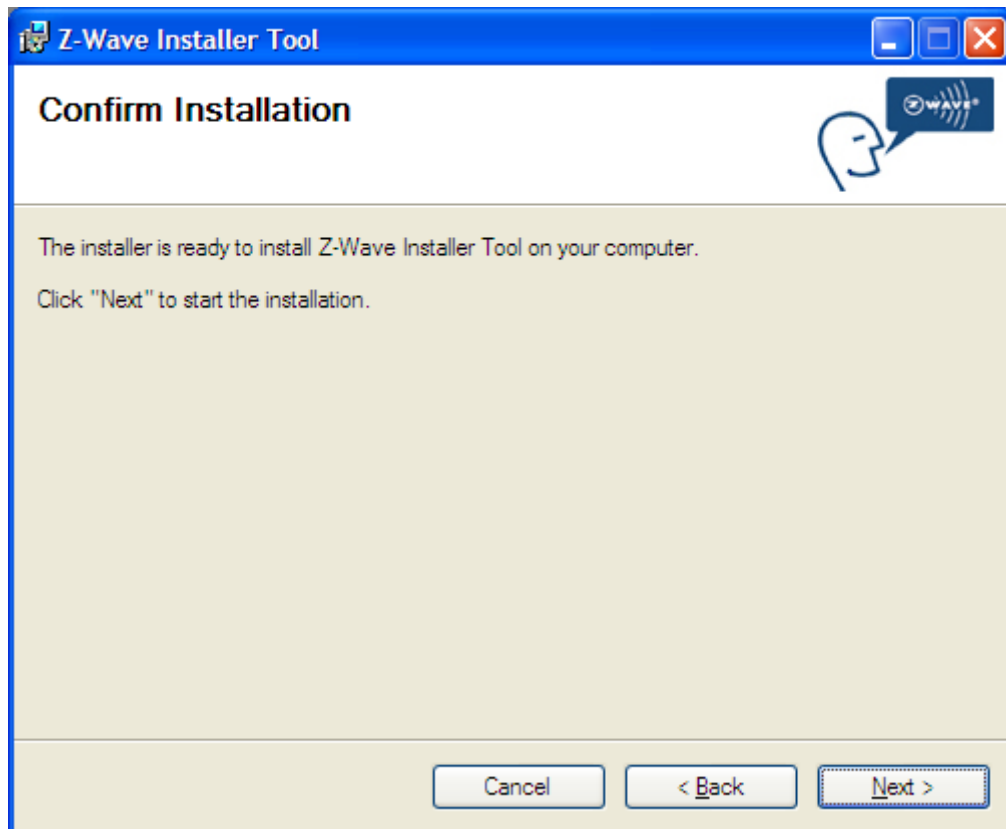 Z-Wave Installer Tool
Confirm Installation
Z WAVE®
The installer is ready to install Z-Wave Installer Tool on your computer.
Click "Next" to start the installation.
Cancel
< Back
Next >